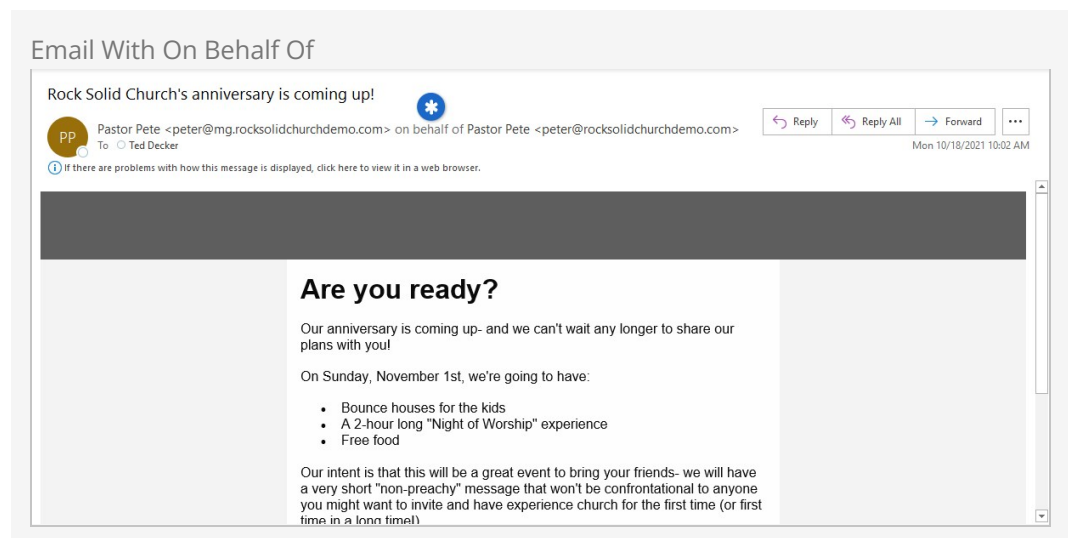 Email With On Behalf Of
Rock Solid Church's anniversary is coming up!
PP
Pastor Pete <peter@mg.rocksolidchurchdemo.com> on behalf of Pastor Pete <peter@rocksolidchurchdemo.com>
Reply
Reply All
Forward
To Ted Decker
Mon 10/18/2021 10:02 AM
If there are problems with how this message is displayed, click here to view it in a web browser.
Are you ready?
Our anniversary is coming up- and we can't wait any longer to share our
plans with you!
On Sunday, November 1st, we're going to have:
• Bounce houses for the kids
• A 2-hour long "Night of Worship" experience
• Free food
Our intent is that this will be a great event to bring your friends- we will have
a very short "non-preachy" message that won't be confrontational to anyone
you might want to invite and have experience church for the first time (or first
time in a long time!)